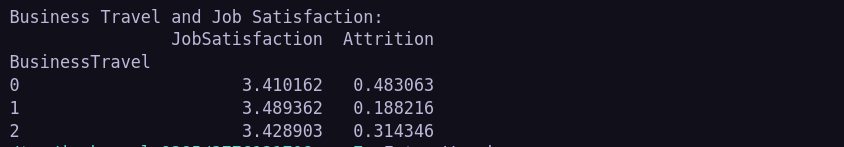 Business Travel and Job Satisfaction:
JobSatisfaction  Attrition
BusinessTravel
0  3.410162  0.483063
1  3.489362  0.188216
2  3.428903  0.314346